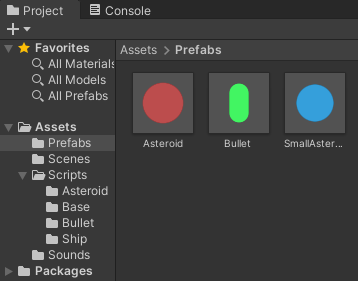 Project
Console
Favorites
All Materials
All Models
All Prefabs
Assets
Prefabs
Scenes
Scripts
Asteroid
Base
Bullet
Ship
Sounds
Packages
Assets > Prefabs
Asteroid
Bullet
SmallAster...